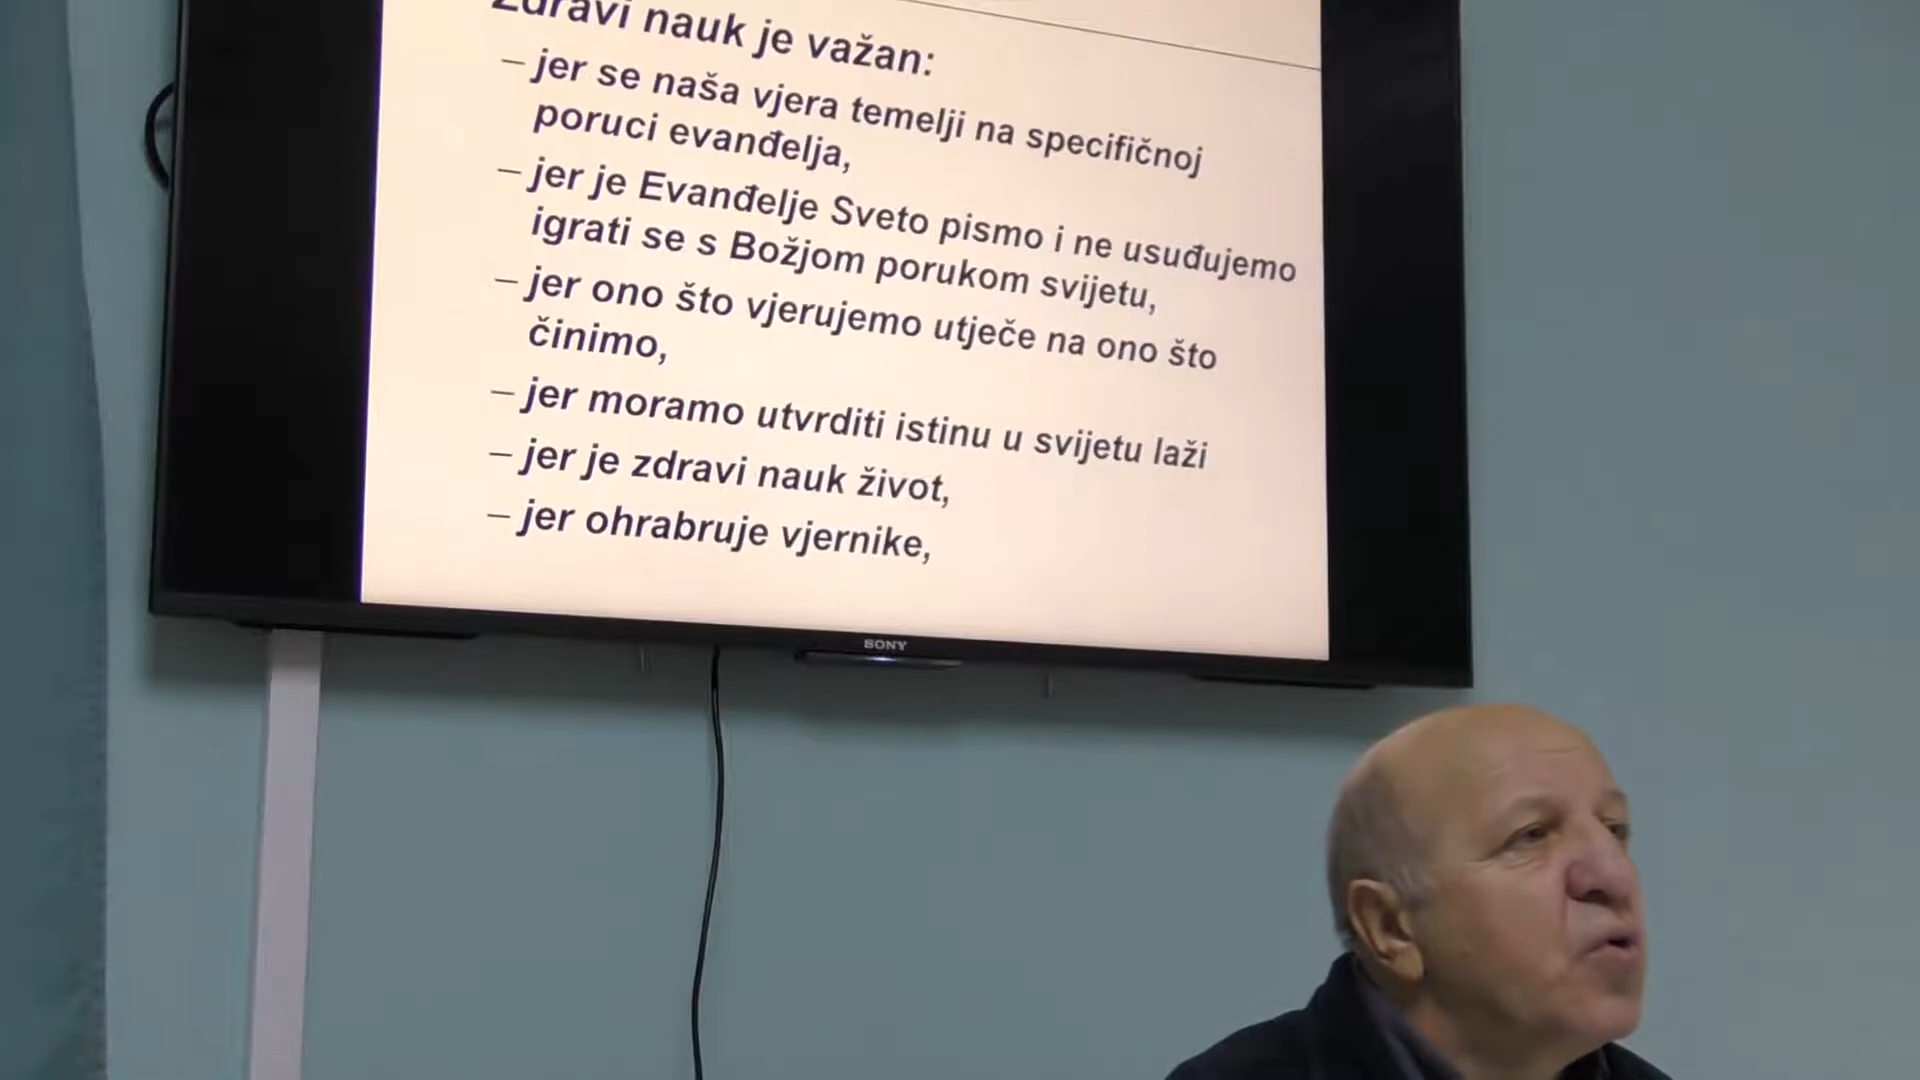 Zdravi nauk je važan:
– jer se naša vjera temelji na specifičnoj
poruci evanđelja,
– jer je Evanđelje Sveto pismo i ne usuđujemo
igrati se s Božjom porukom svijetu,
– jer ono što vjerujemo utječe na ono što
činimo,
– jer moramo utvrditi istinu u svijetu laži
– jer je zdravi nauk život,
– jer ohrabruje vjernike,
SONY